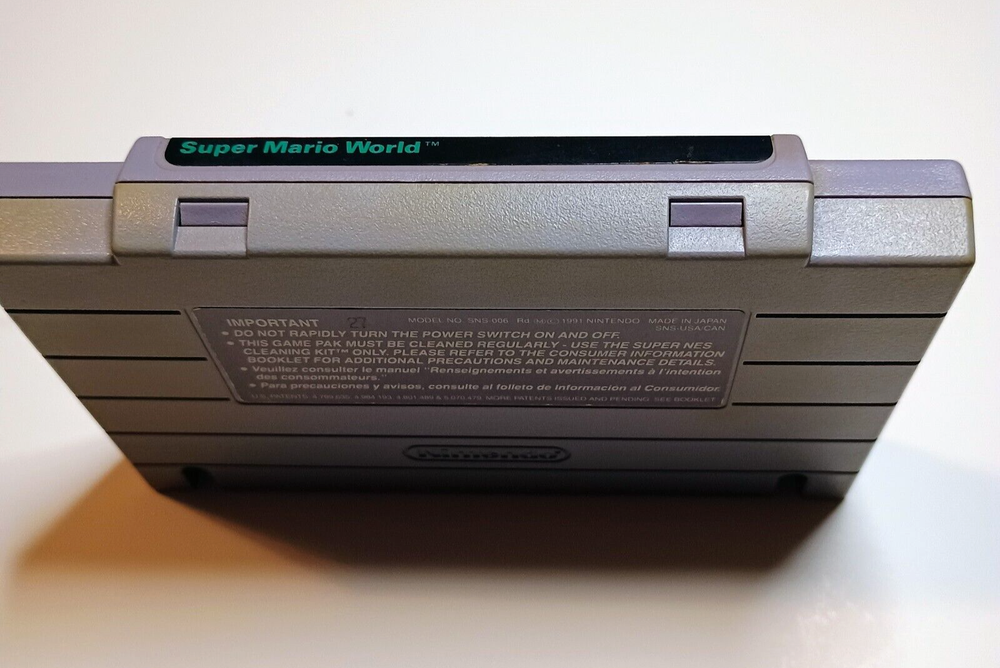 Super Mario World™
IMPORTANT 27 MODEL NO. SNS-006 1991 NINTENDO MADE IN JAPAN
SNS-USA/CAN
• DO NOT RAPIDLY TURN THE POWER SWITCH ON AND OFF
• THIS GAME PAK MUST BE CLEANED REGULARLY - USE THE SUPER NES
CLEANING KIT™ ONLY. PLEASE REFER TO THE CONSUMER INFORMATION
BOOKLET FOR ADDITIONAL PRECAUTIONS AND MAINTENANCE DETAILS.
• Veuillez consulter le manuel "Renseignements et avertissements à l'intention
des consommateurs."
• Para precauciones y avisos, consulte al folleto de Información al Consumidor.
U.S. PATENTS: MORE PATENTS ISSUED AND PENDING. SEE BOOKLET
Nintendo